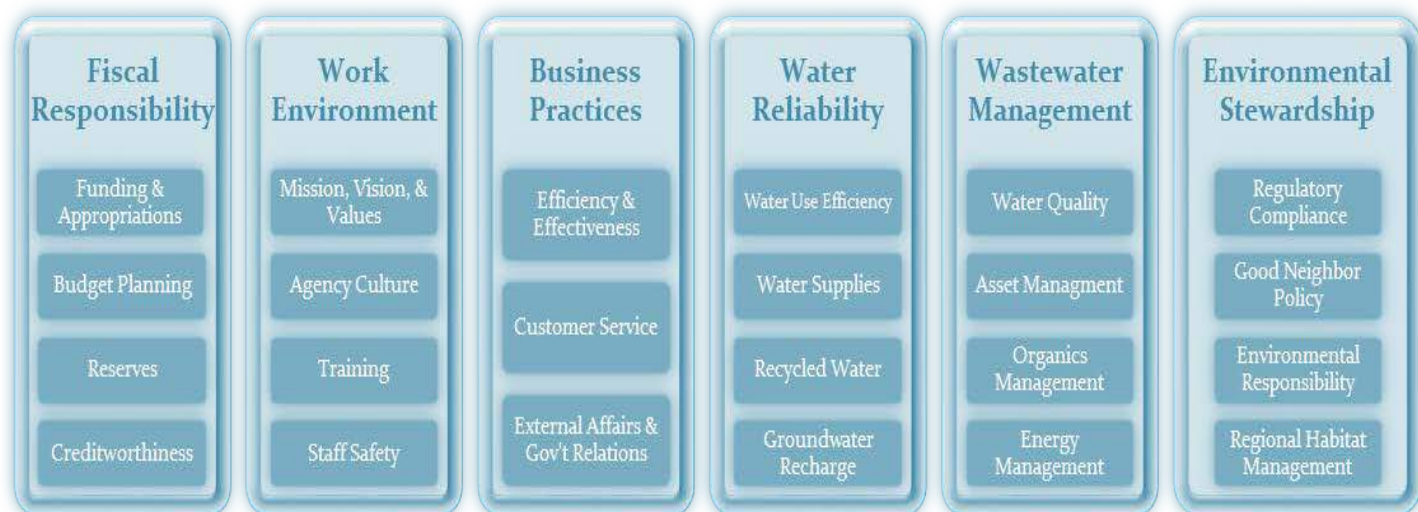 Fiscal
Responsibility
Funding &
Appropriations
Budget Planning
Reserves
Creditworthiness
Work
Environment
Mission, Vision, &
Values
Agency Culture
Training
Staff Safety
Business
Practices
Efficiency &
Effectiveness
Customer Service
External Affairs &
Gov't Relations
Water
Reliability
Water Use Efficiency
Water Supplies
Recycled Water
Groundwater
Recharge
Wastewater
Management
Water Quality
Asset Managment
Organics
Management
Energy
Management
Environmental
Stewardship
Regulatory
Compliance
Good Neighbor
Policy
Environmental
Responsibility
Regional Habitat
Management